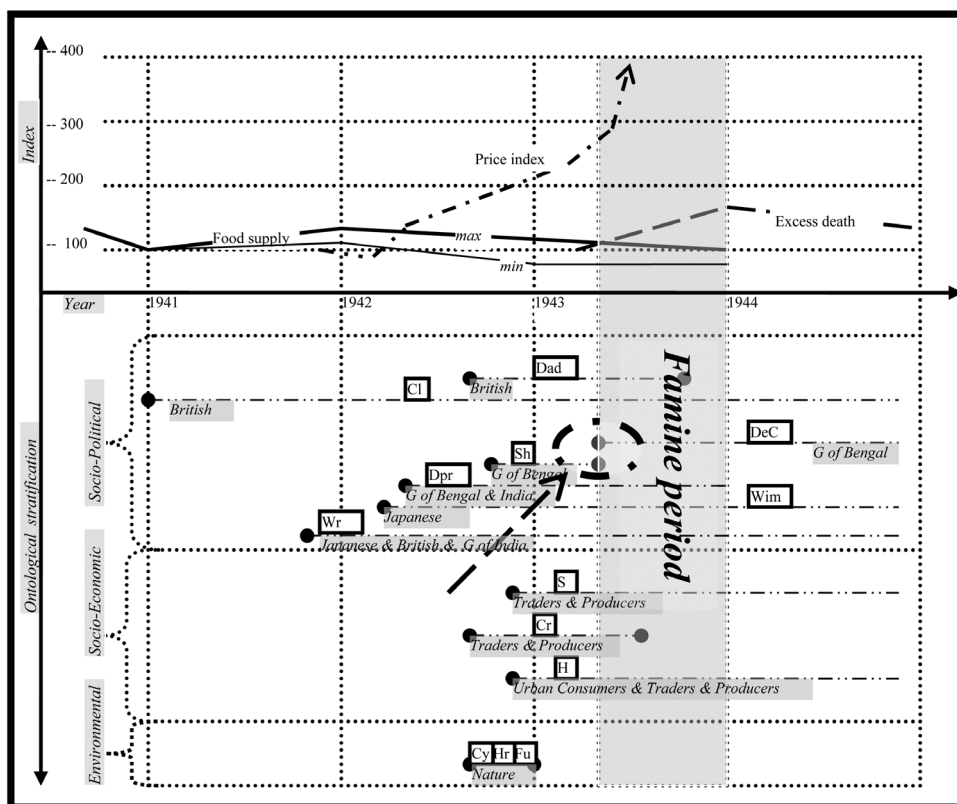 -- 400
Index
-- 300
Price index
-- 200
Excess death
Food supply
max
-- 100
min
Year
1941
1942
1943
1944
Ontological stratification
Socio-Political
Famine period
Dad
British
Cl
British
DeC
G of Bengal
Sh
G of Bengal
Dpr
G of Bengal & India
Wim
Japanese
Wr
Japanese & British & G of India
Socio-Economic
S
Traders & Producers
Cr
Traders & Producers
H
Urban Consumers & Traders & Producers
Environmental
Cy Hr Fu
Nature